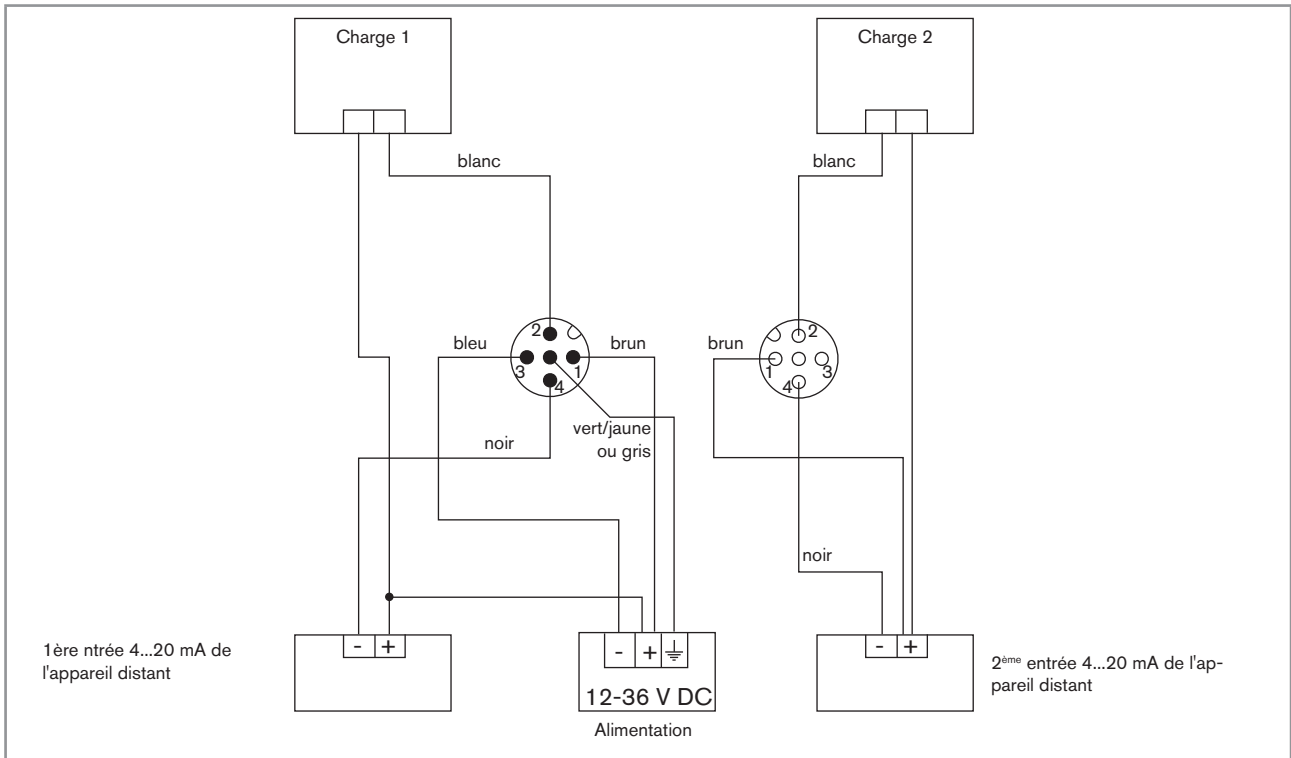 Charge 1
Charge 2
blanc
blanc
2
2
bleu
brun
brun
3
1
1
3
4
4
vert/jaune
ou gris
noir
noir
1ère ntrée 4...20 mA de
l'appareil distant
- +
- +
- +
12-36 V DC
Alimentation
2ème entrée 4...20 mA de l'ap-
pareil distant